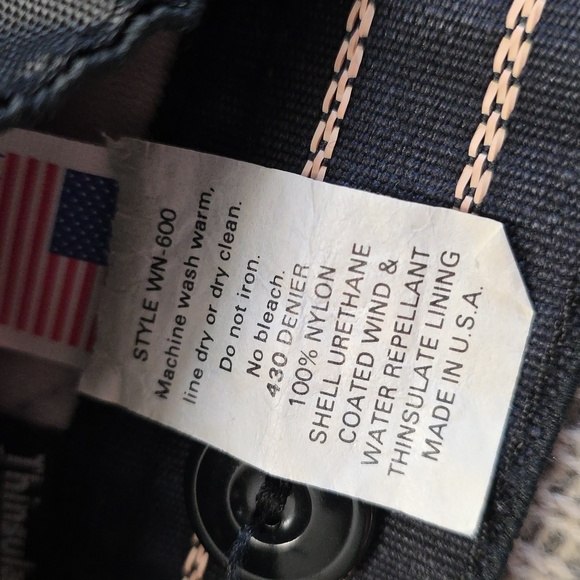 STYLE WN-600
Machine wash warm,
line dry or dry clean.
Do not iron.
No bleach.
430 DENIER
100% NYLON
SHELL URETHANE
COATED WIND &
WATER REPELLANT
THINSULATE LINING
MADE IN U.S.A.
Thinsula